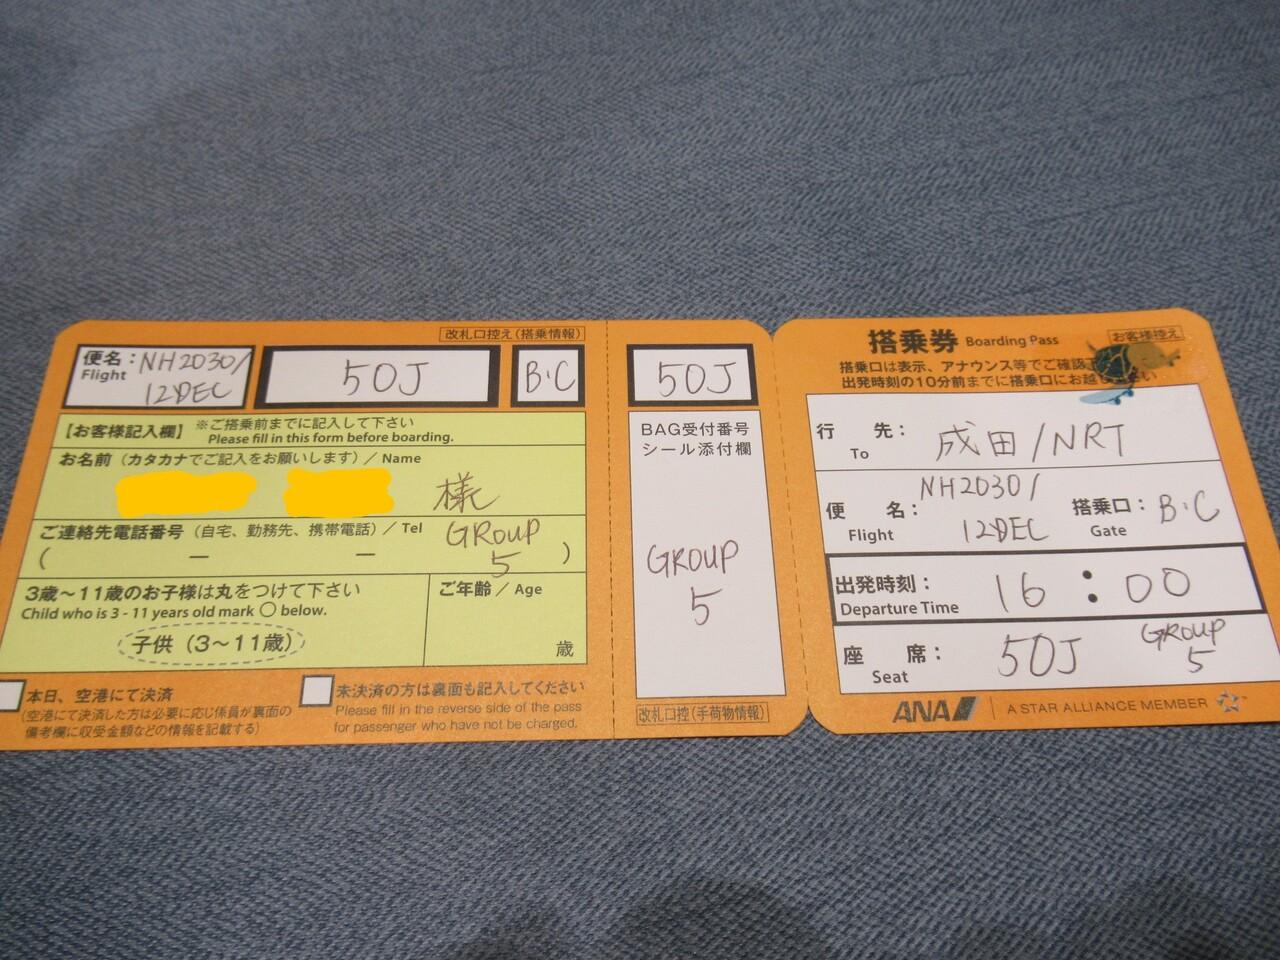 改札口控え(搭乗情報)
便名: NH2030/
Flight 12DEC
50J
B・C
【お客様記入欄】 ※ご搭乗前までに記入して下さい
Please fill in this form before boarding.
お名前(カタカナでご記入をお願いします)/ Name
様
ご連絡先電話番号(自宅、勤務先、携帯電話)/ Tel
GROUP
5
( — — )
3歳〜11歳のお子様は丸をつけて下さい
Child who is 3 - 11 years old mark ○ below.
子供(3〜11歳)
ご年齢 / Age
歳
本日、空港にて決済
(空港にて決済した方は必要に応じ係員が裏面の
備考欄に収受金額などの情報を記載する)
未決済の方は裏面も記入してください
Please fill in the reverse side of the pass
for passenger who have not be charged.
50J
BAG受付番号
シール添付欄
GROUP
5
改札口控(手荷物情報)
搭乗券 Boarding Pass
お客様控え
搭乗口は表示、アナウンス等でご確認下
出発時刻の10分前までに搭乗口にお越しください
行 先: 成田/NRT
To
便 名: NH2030/
Flight 12DEC
搭乗口: B・C
Gate
出発時刻: 16:00
Departure Time
座 席: 50J
Seat
GROUP
5
ANA A STAR ALLIANCE MEMBER